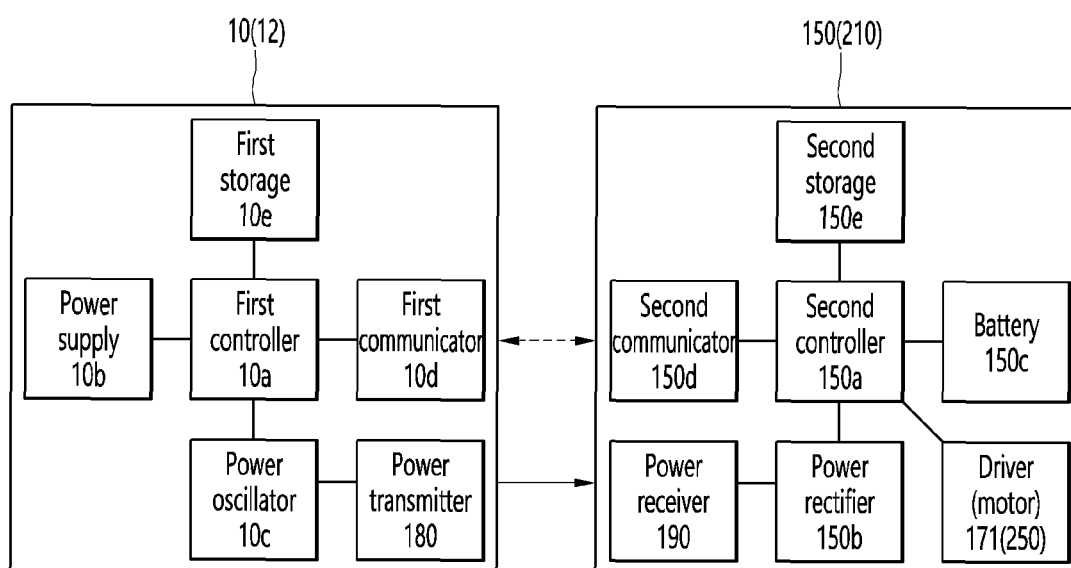 10(12)
150(210)
First
storage
10e
Second
storage
150e
Power
supply
10b
First
controller
10a
First
communicator
10d
Second
communicator
150d
Second
controller
150a
Battery
150c
Power
oscillator
10c
Power
transmitter
180
Power
receiver
190
Power
rectifier
150b
Driver
(motor)
171(250)